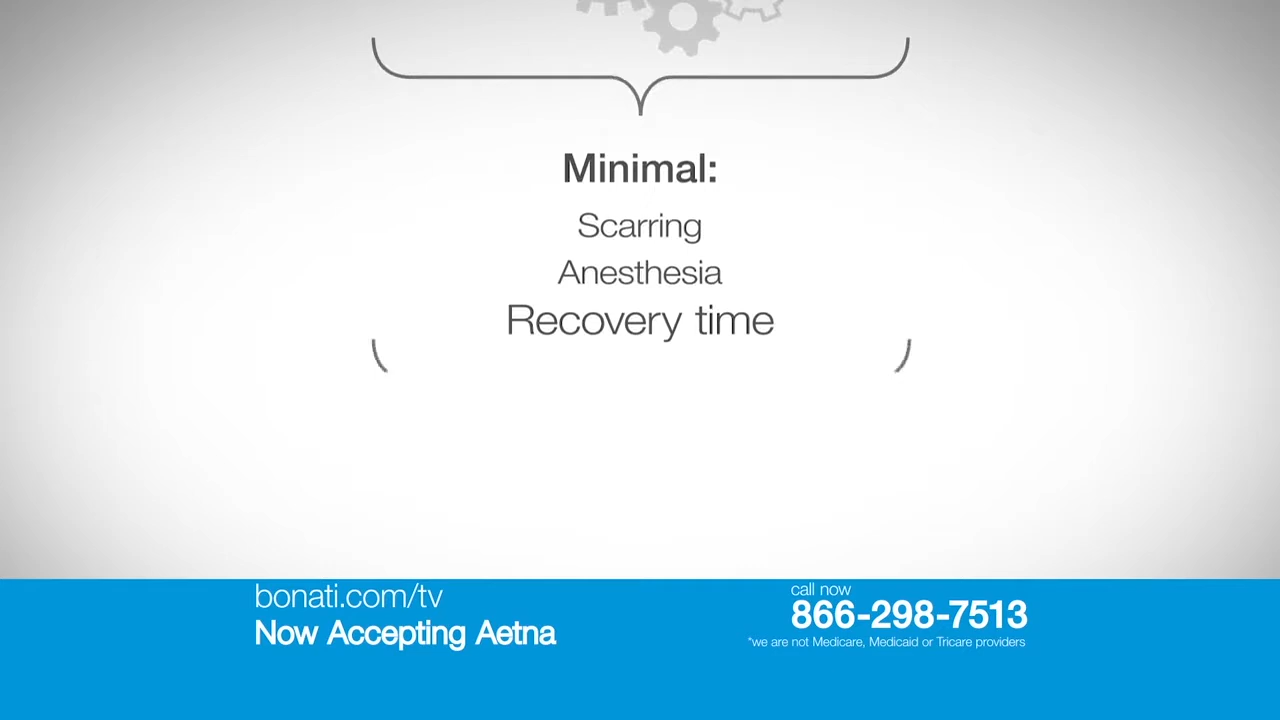 Minimal:
Scarring
Anesthesia
Recovery time
bonati.com/tv
Now Accepting Aetna
call now
866-298-7513
*we are not Medicare, Medicaid or Tricare providers